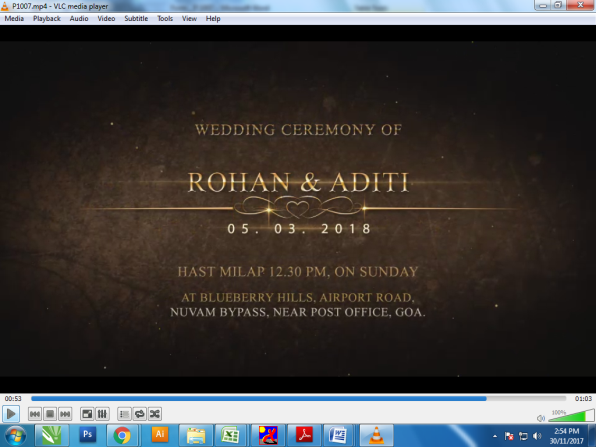 P1007.mp4 - VLC media player
Media Playback Audio Video Subtitle Tools View Help
WEDDING CEREMONY OF
ROHAN & ADITI
05. 03. 2018
HAST MILAP 12.30 PM, ON SUNDAY
AT BLUEBERRY HILLS, AIRPORT ROAD,
NUVAM BYPASS, NEAR POST OFFICE, GOA.
00:53 01:03
100%
Ps Ai W
2:54 PM
30/11/2017